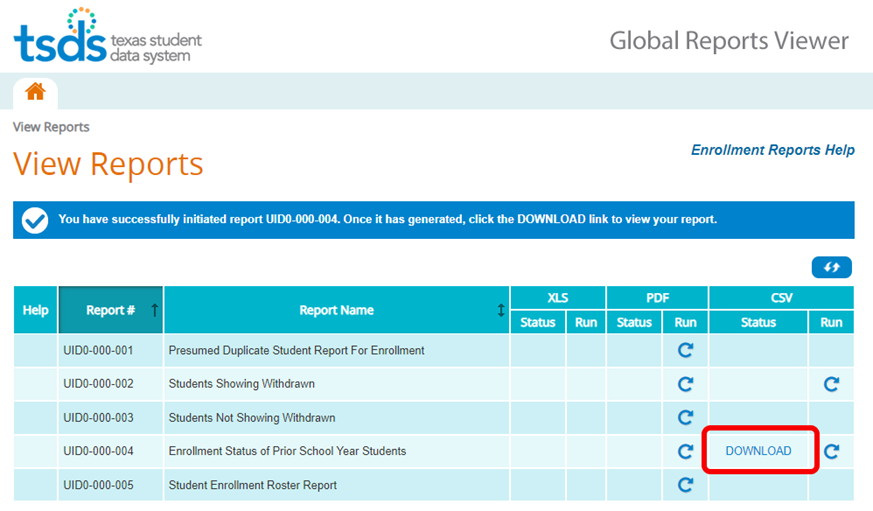 tsds texas student
data system
Global Reports Viewer
View Reports
View Reports
Enrollment Reports Help
You have successfully initiated report UID0-000-004. Once it has generated, click the DOWNLOAD link to view your report.
Help Report # Report Name XLS PDF CSV
Status Run Status Run Status Run
UID0-000-001 Presumed Duplicate Student Report For Enrollment
UID0-000-002 Students Showing Withdrawn
UID0-000-003 Students Not Showing Withdrawn
UID0-000-004 Enrollment Status of Prior School Year Students DOWNLOAD
UID0-000-005 Student Enrollment Roster Report